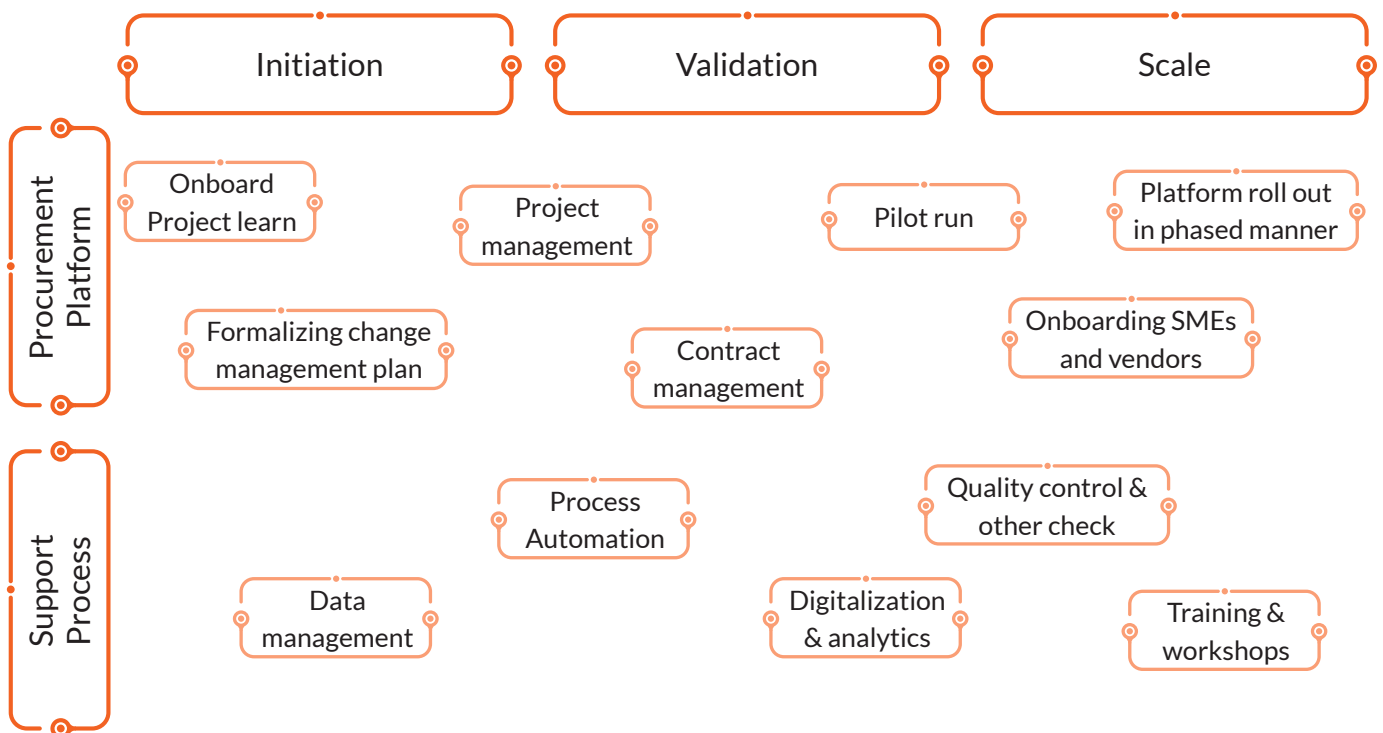 Initiation
Validation
Scale
Procurement
Platform
Onboard
Project learn
Project
management
Pilot run
Platform roll out
in phased manner
Formalizing change
management plan
Contract
management
Onboarding SMEs
and vendors
Support
Process
Process
Automation
Quality control &
other check
Data
management
Digitalization
& analytics
Training &
workshops